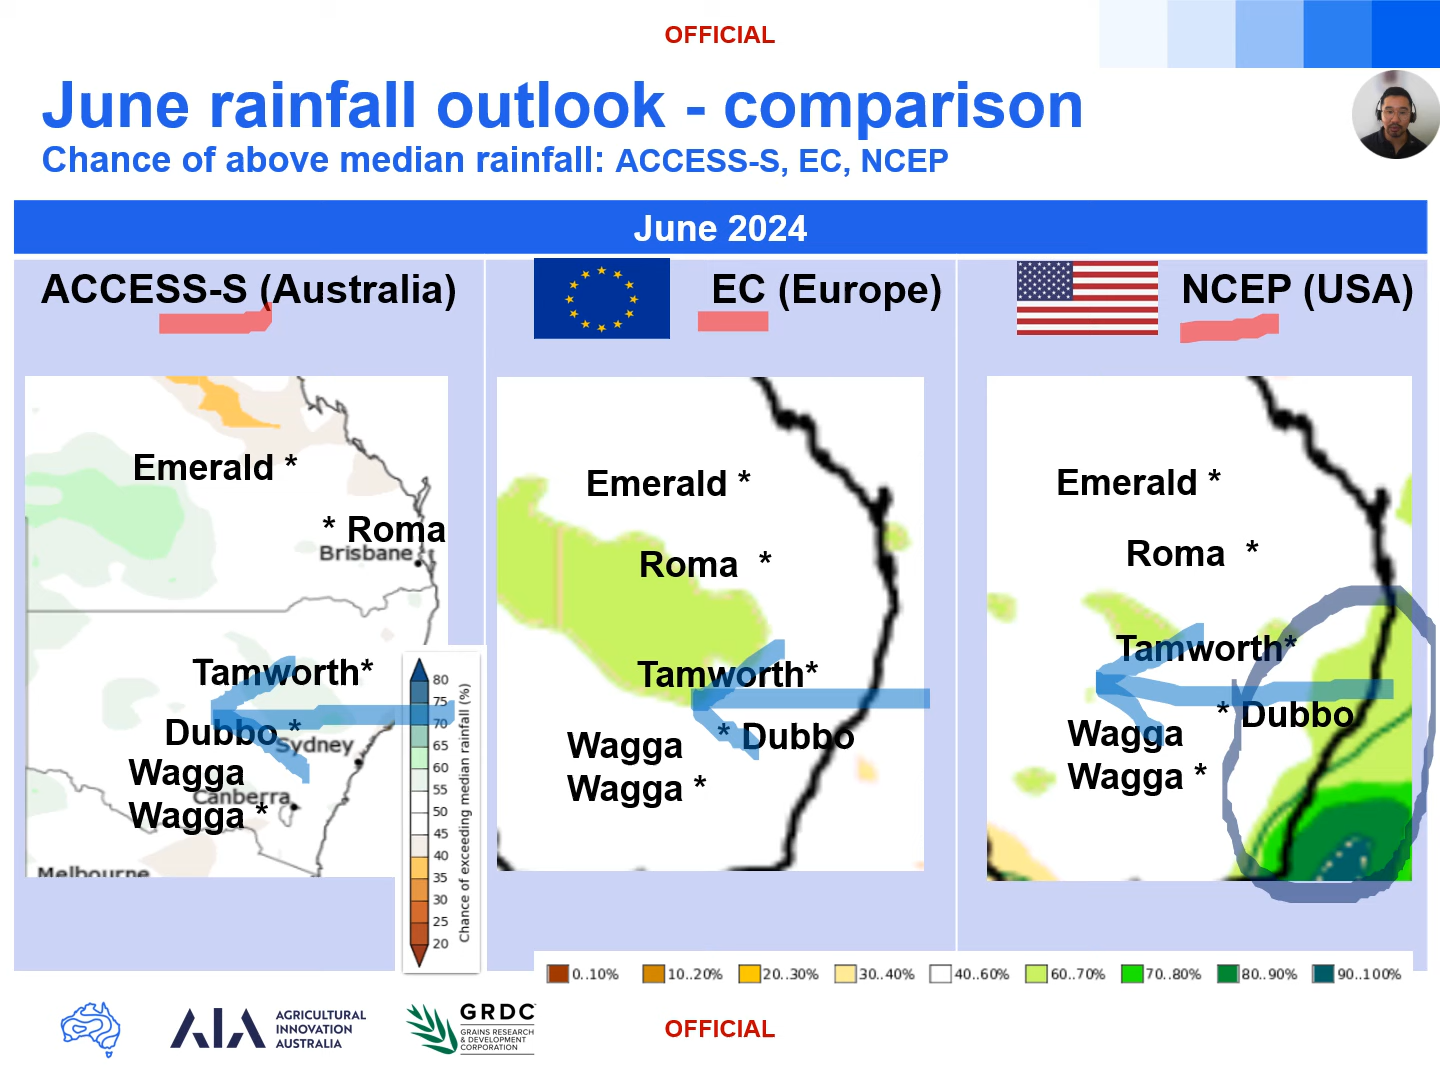 OFFICIAL
June rainfall outlook - comparison
Chance of above median rainfall: ACCESS-S, EC, NCEP
June 2024
ACCESS-S (Australia)
EC (Europe)
NCEP (USA)
Emerald *
* Roma
Brisbane
Tamworth*
Dubbo *
Sydney
Wagga
Canberra
Wagga *
Melbourne
80
75
70
65
60
55
50
45
40
35
30
25
20
Chance of exceeding median rainfall (%)
Emerald *
Roma *
Tamworth*
* Dubbo
Wagga
Wagga *
Emerald *
Roma *
Tamworth*
* Dubbo
Wagga
Wagga *
0..10% 10..20% 20..30% 30..40% 40..60% 60..70% 70..80% 80..90% 90..100%
AIA
AGRICULTURAL
INNOVATION
AUSTRALIA
GRDC
GRAINS RESEARCH
& DEVELOPMENT
CORPORATION
OFFICIAL